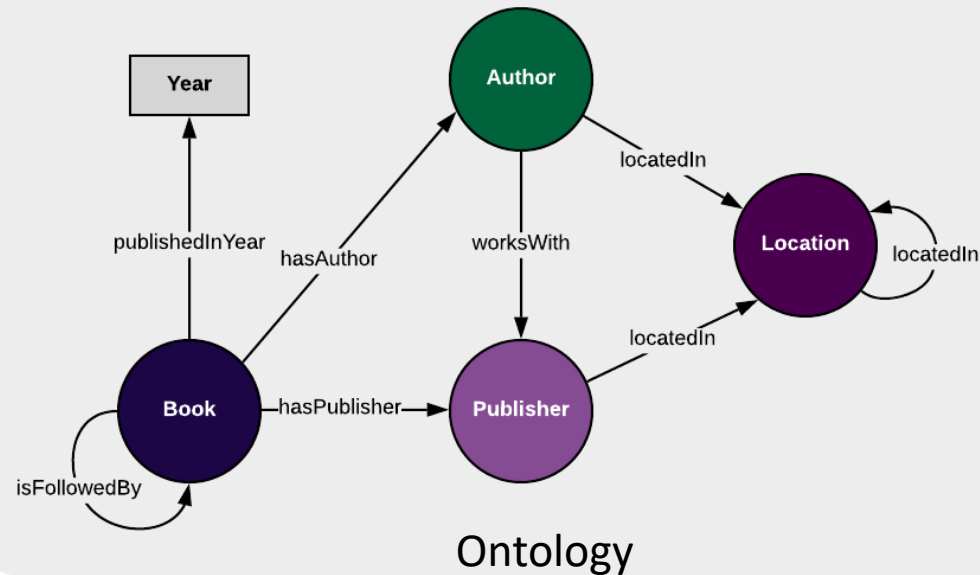 Author
Year
locatedIn
publishedInYear
hasAuthor
worksWith
Location
locatedIn
locatedIn
Book
hasPublisher
Publisher
isFollowedBy
Ontology